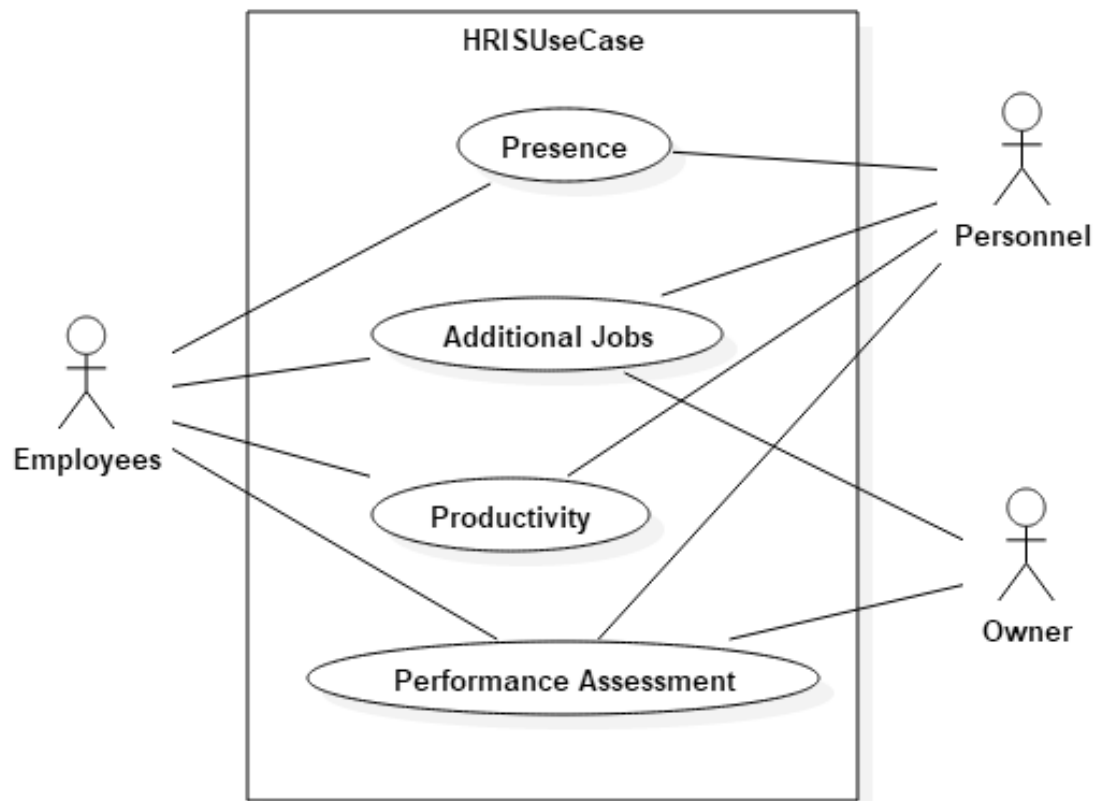 HRISUseCase
Presence
Personnel
Additional Jobs
Employees
Productivity
Owner
Performance Assessment